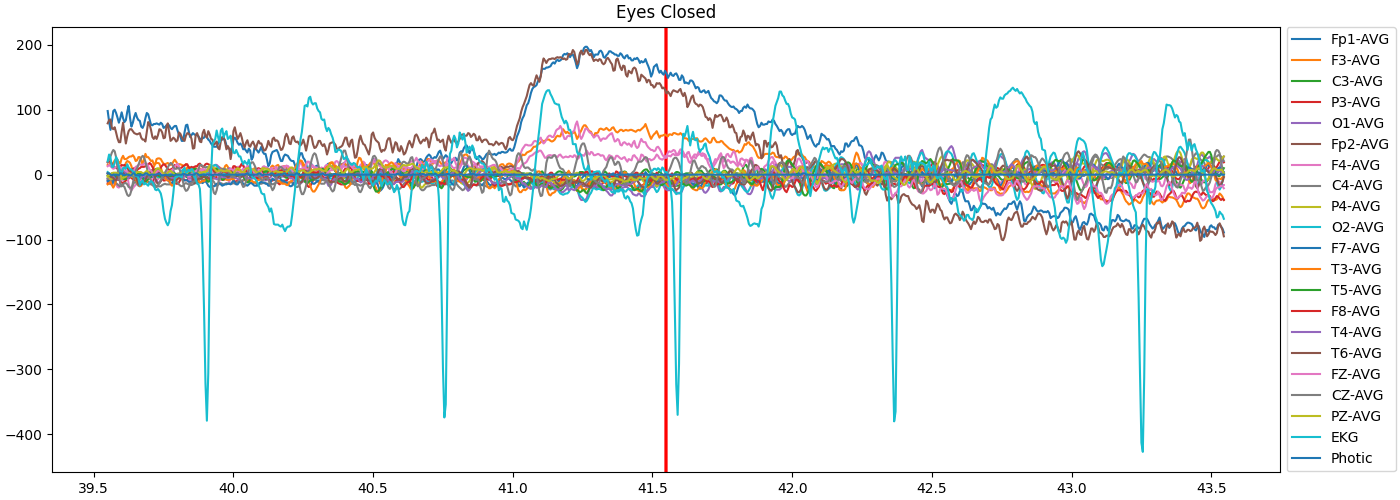 Eyes Closed
200
100
0
−100
−200
−300
−400
39.5 40.0 40.5 41.0 41.5 42.0 42.5 43.0 43.5
Fp1-AVG
F3-AVG
C3-AVG
P3-AVG
O1-AVG
Fp2-AVG
F4-AVG
C4-AVG
P4-AVG
O2-AVG
F7-AVG
T3-AVG
T5-AVG
F8-AVG
T4-AVG
T6-AVG
FZ-AVG
CZ-AVG
PZ-AVG
EKG
Photic